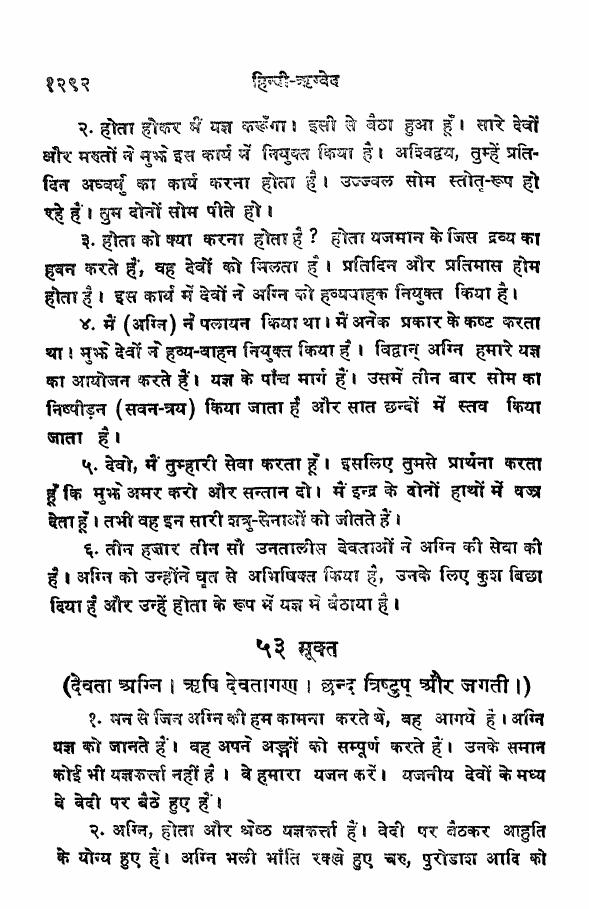 १२९२ हिन्दी-ऋग्वेद
२. होता होकर मैं यज्ञ करूँगा। इसी से बैठा हुआ हूँ। सारे देवों
और मरुतों ने मुझे इस कार्य में नियुक्त किया है। अश्विद्वय, तुम्हें प्रति-
दिन अध्वर्यु का कार्य करना होता है। उज्ज्वल सोम स्तोतृ-रूप हो
रहे हैं। तुम दोनों सोम पीते हो।
३. होता को क्या करना होता है? होता यजमान के जिस द्रव्य का
हवन करते हैं, वह देवों को मिलता है। प्रतिदिन और प्रतिमास होम
होता है। इस कार्य में देवों ने अग्नि को हव्यवाहक नियुक्त किया है।
४. मैं (अग्नि) ने पलायन किया था। मैं अनेक प्रकार के कष्ट करता
था। मुझे देवों ने हव्य-वाहन नियुक्त किया है। विद्वान् अग्नि हमारे यज्ञ
का आयोजन करते हैं। यज्ञ के पाँच मार्ग हैं। उसमें तीन बार सोम का
निष्पीड़न (सवन-त्रय) किया जाता है और सात छन्दों में स्तव किया
जाता है।
५. देवो, मैं तुम्हारी सेवा करता हूँ। इसलिए तुमसे प्रार्थना करता
हूँ कि मुझे अमर करो और सन्तान दो। मैं इन्द्र के दोनों हाथों में वज्र
देता हूँ। तभी वह इन सारी शत्रु-सेनाओं को जीतते हैं।
६. तीन हजार तीन सौ उनतालीस देवताओं ने अग्नि की सेवा की
है। अग्नि को उन्होंने घृत से अभिषिक्त किया है, उनके लिए कुश बिछा
दिया है और उन्हें होता के रूप में यज्ञ में बैठाया है।
५३ सूक्त
(देवता अग्नि। ऋषि देवतागण। छन्द त्रिष्टुप् और जगती।)
१. मन से जिन अग्नि की हम कामना करते थे, वह आगये हैं। अग्नि
यज्ञ को जानते हैं। वह अपने अङ्गों को सम्पूर्ण करते हैं। उनके समान
कोई भी यज्ञकर्त्ता नहीं है। वे हमारा यजन करें। यजनीय देवों के मध्य
वे वेदी पर बैठे हुए हैं।
२. अग्नि, होता और श्रेष्ठ यज्ञकर्त्ता हैं। वेदी पर बैठकर आहुति
के योग्य हुए हैं। अग्नि भली भाँति रक्खे हुए चरु, पुरोडाश आदि को